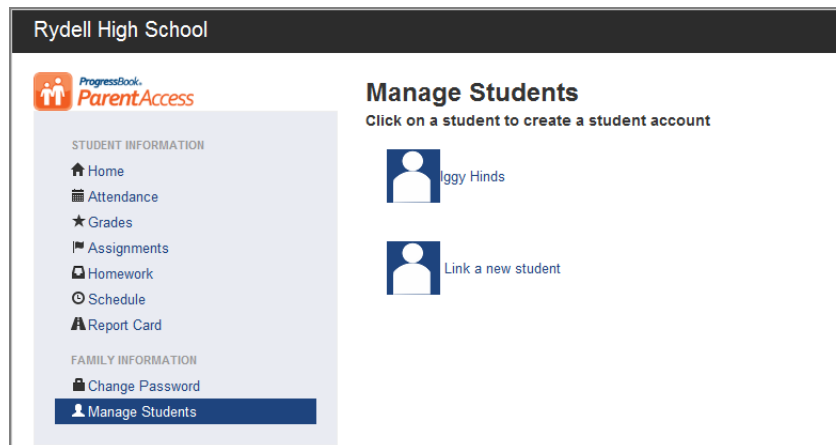 Rydell High School
ProgressBook.
ParentAccess
STUDENT INFORMATION
Home
Attendance
Grades
Assignments
Homework
Schedule
Report Card
FAMILY INFORMATION
Change Password
Manage Students
Manage Students
Click on a student to create a student account
Iggy Hinds
Link a new student